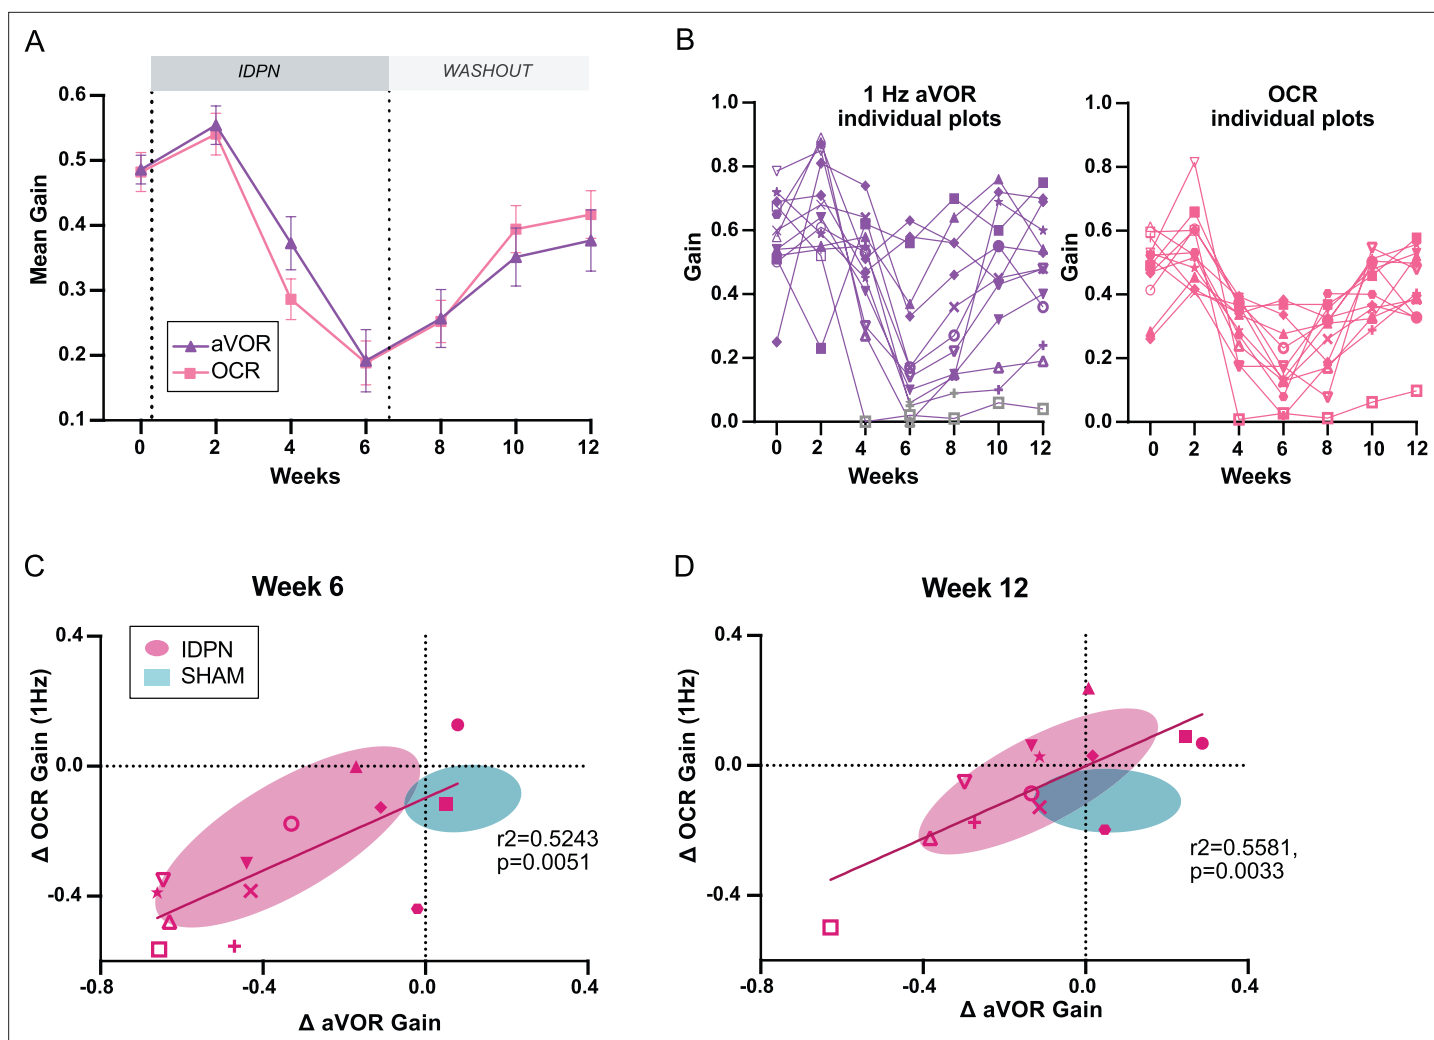 A
IDPN
WASHOUT
0.6
0.5
0.4
0.3
0.2
0.1
Mean Gain
aVOR
OCR
0
2
4
6
8
10
12
Weeks
B
1 Hz aVOR
individual plots
1.0
0.8
0.6
0.4
0.2
0.0
Gain
0
2
4
6
8
10
12
Weeks
OCR
individual plots
1.0
0.8
0.6
0.4
0.2
0.0
Gain
0
2
4
6
8
10
12
Weeks
C
Week 6
0.4
0.0
-0.4
Δ OCR Gain (1Hz)
IDPN
SHAM
r2=0.5243
p=0.0051
-0.8
-0.4
0.0
0.4
Δ aVOR Gain
D
Week 12
0.4
0.0
-0.4
Δ OCR Gain (1Hz)
r2=0.5581,
p=0.0033
-0.8
-0.4
0.0
0.4
Δ aVOR Gain